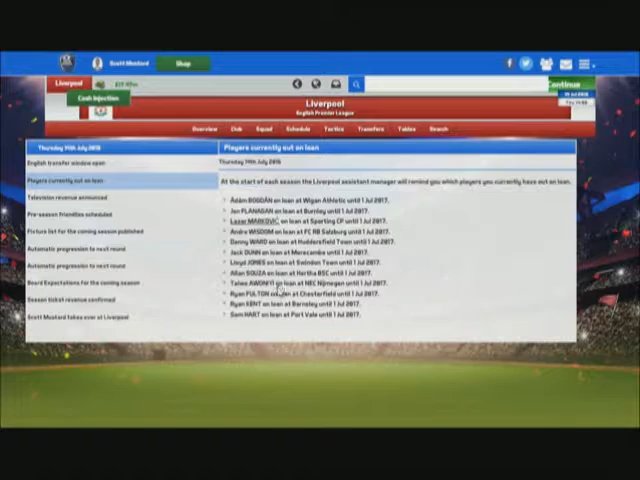 Scott Mustard
Shop
Liverpool
Continue
Cash Injection
Liverpool
English Premier League
Overview
Club
Squad
Schedule
Tactics
Transfers
Tables
Search
Thursday 14th July 2016
Players currently out on loan
English transfer window open
Thursday 14th July 2016
Players currently out on loan
At the start of each season the Liverpool assistant manager will remind you which players you currently have out on loan.
Television revenue announced
Pre-season friendlies scheduled
Fixture list for the coming season published
Automatic progression to next round
Automatic progression to next round
Board Expectations for the coming season
Season ticket revenue confirmed
Scott Mustard takes over at Liverpool
Ádám BOGDÁN on loan at Wigan Athletic until 1 Jul 2017.
Jon FLANAGAN on loan at Burnley until 1 Jul 2017.
Lazar MARKOVIĆ on loan at Sporting CP until 1 Jul 2017.
Andre WISDOM on loan at FC RB Salzburg until 1 Jul 2017.
Danny WARD on loan at Huddersfield Town until 1 Jul 2017.
Jack DUNN on loan at Morecambe until 1 Jul 2017.
Lloyd JONES on loan at Swindon Town until 1 Jul 2017.
Allan SOUZA on loan at Hertha BSC until 1 Jul 2017.
Taiwo AWONIYI on loan at NEC Nijmegen until 1 Jul 2017.
Ryan FULTON on loan at Chesterfield until 1 Jul 2017.
Ryan KENT on loan at Barnsley until 1 Jul 2017.
Sam HART on loan at Port Vale until 1 Jul 2017.